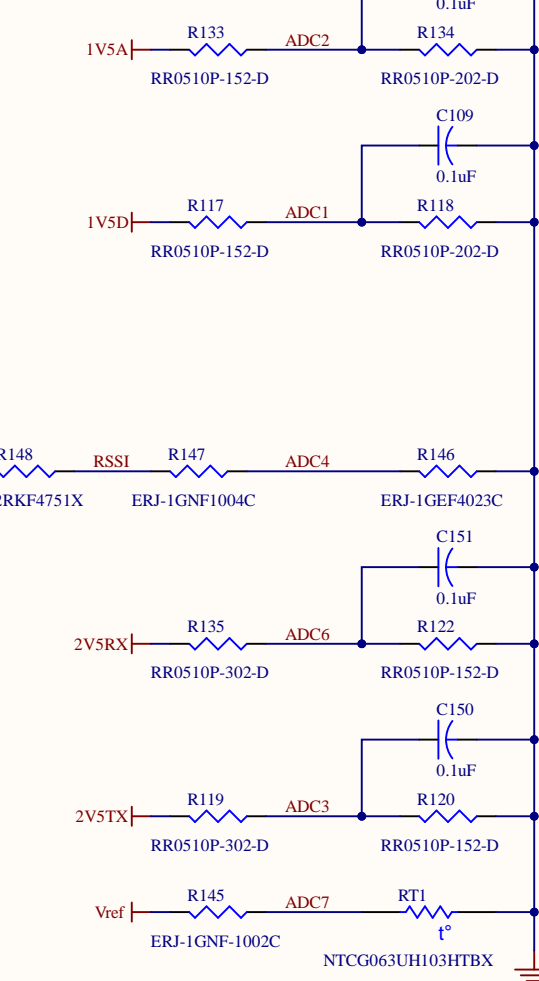 0.1uF
R133 ADC2 R134
1V5A
RR0510P-152-D RR0510P-202-D
C109
0.1uF
R117 ADC1 R118
1V5D
RR0510P-152-D RR0510P-202-D
R148 RSSI R147 ADC4 R146
2RKF4751X ERJ-1GNF1004C ERJ-1GEF4023C
C151
0.1uF
R135 ADC6 R122
2V5RX
RR0510P-302-D RR0510P-152-D
C150
0.1uF
R119 ADC3 R120
2V5TX
RR0510P-302-D RR0510P-152-D
R145 ADC7 RT1
Vref
t°
ERJ-1GNF-1002C
NTCG063UH103HTBX